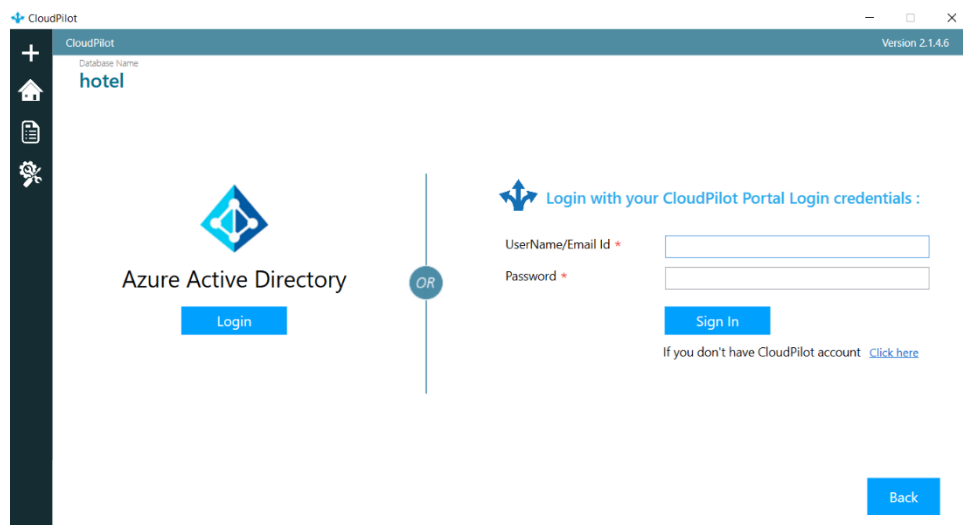 CloudPilot
CloudPilot
Version 2.1.4.6
Database Name
hotel
Azure Active Directory
Login
OR
Login with your CloudPilot Portal Login credentials :
UserName/Email Id *
Password *
Sign In
If you don't have CloudPilot account Click here
Back